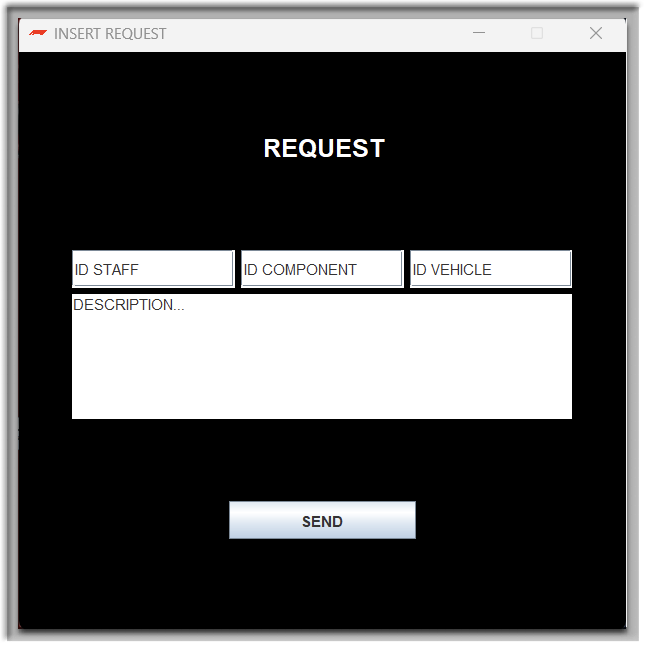 INSERT REQUEST
REQUEST
ID STAFF ID COMPONENT ID VEHICLE
DESCRIPTION...
SEND